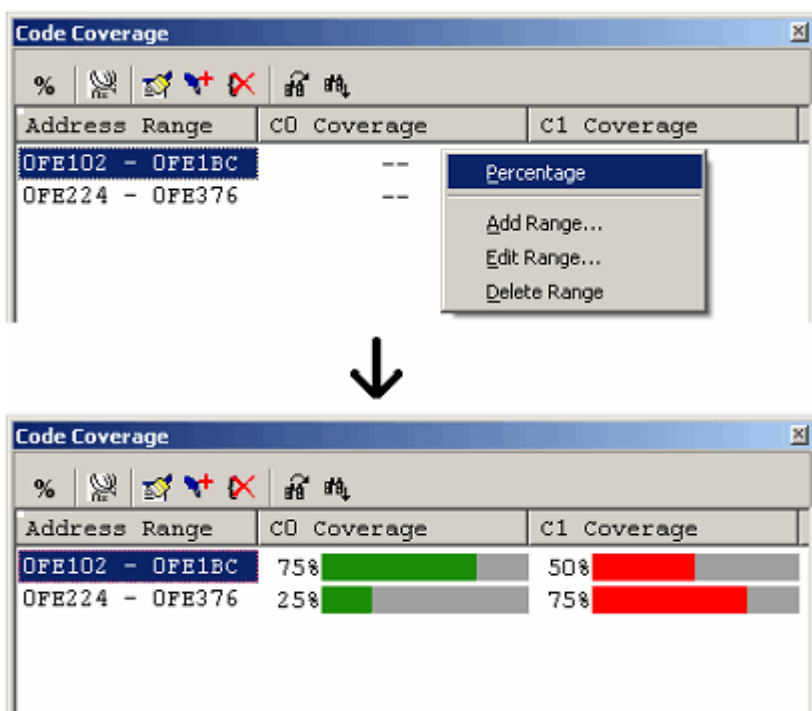 Code Coverage
%
Address Range C0 Coverage C1 Coverage
0FE102 - 0FE1BC --
0FE224 - 0FE376 --
Percentage
Add Range...
Edit Range...
Delete Range
Code Coverage
%
Address Range C0 Coverage C1 Coverage
0FE102 - 0FE1BC 75% 50%
0FE224 - 0FE376 25% 75%